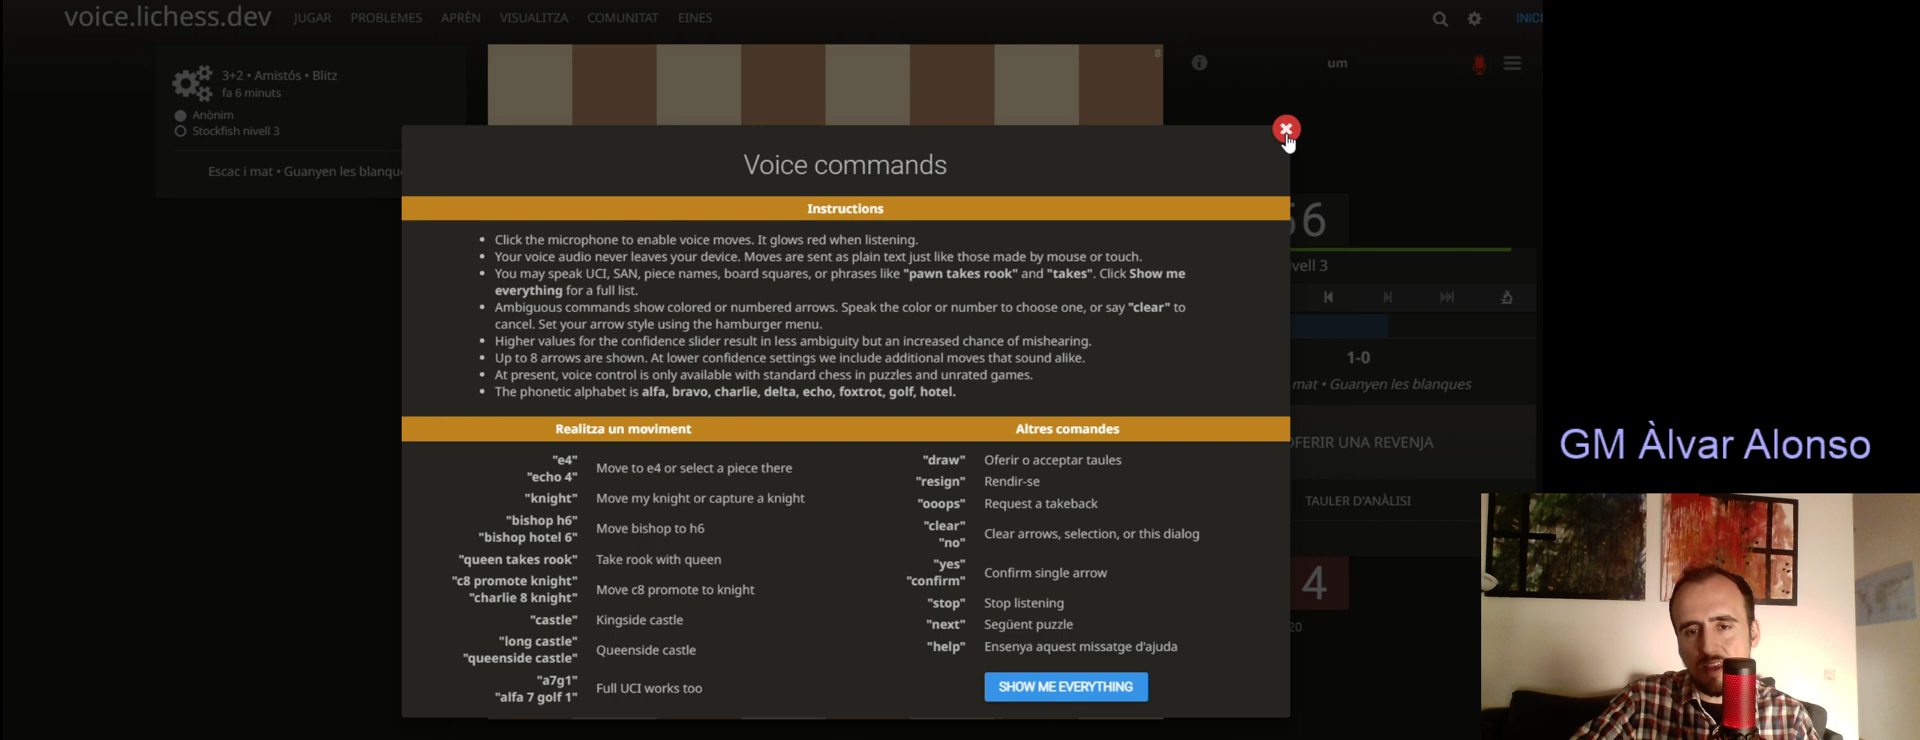 voice.lichess.dev JUGAR PROBLEMES APRÈN VISUALITZA COMUNITAT EINES INICI
3+2 • Amistós • Blitz
fa 6 minuts
Anònim
Stockfish nivell 3
Escac i mat • Guanyen les blanqu
8
um
Voice commands
Instructions
• Click the microphone to enable voice moves. It glows red when listening.
• Your voice audio never leaves your device. Moves are sent as plain text just like those made by mouse or touch.
• You may speak UCI, SAN, piece names, board squares, or phrases like "pawn takes rook" and "takes". Click Show me
everything for a full list.
• Ambiguous commands show colored or numbered arrows. Speak the color or number to choose one, or say "clear" to
cancel. Set your arrow style using the hamburger menu.
• Higher values for the confidence slider result in less ambiguity but an increased chance of mishearing.
• Up to 8 arrows are shown. At lower confidence settings we include additional moves that sound alike.
• At present, voice control is only available with standard chess in puzzles and unrated games.
• The phonetic alphabet is alfa, bravo, charlie, delta, echo, foxtrot, golf, hotel.
Realitza un moviment
"e4"
"echo 4"
Move to e4 or select a piece there
"knight" Move my knight or capture a knight
"bishop h6"
"bishop hotel 6"
Move bishop to h6
"queen takes rook" Take rook with queen
"c8 promote knight"
"charlie 8 knight"
Move c8 promote to knight
"castle" Kingside castle
"long castle"
"queenside castle"
Queenside castle
"a7g1"
"alfa 7 golf 1"
Full UCI works too
Altres comandes
"draw" Oferir o acceptar taules
"resign" Rendir-se
"ooops" Request a takeback
"clear"
"no"
Clear arrows, selection, or this dialog
"yes"
"confirm"
Confirm single arrow
"stop" Stop listening
"next" Següent puzzle
"help" Ensenya aquest missatge d'ajuda
SHOW ME EVERYTHING
56
vell 3
1-0
mat • Guanyen les blanques
OFERIR UNA REVENJA
TAULER D'ANÀLISI
4
20
GM Àlvar Alonso